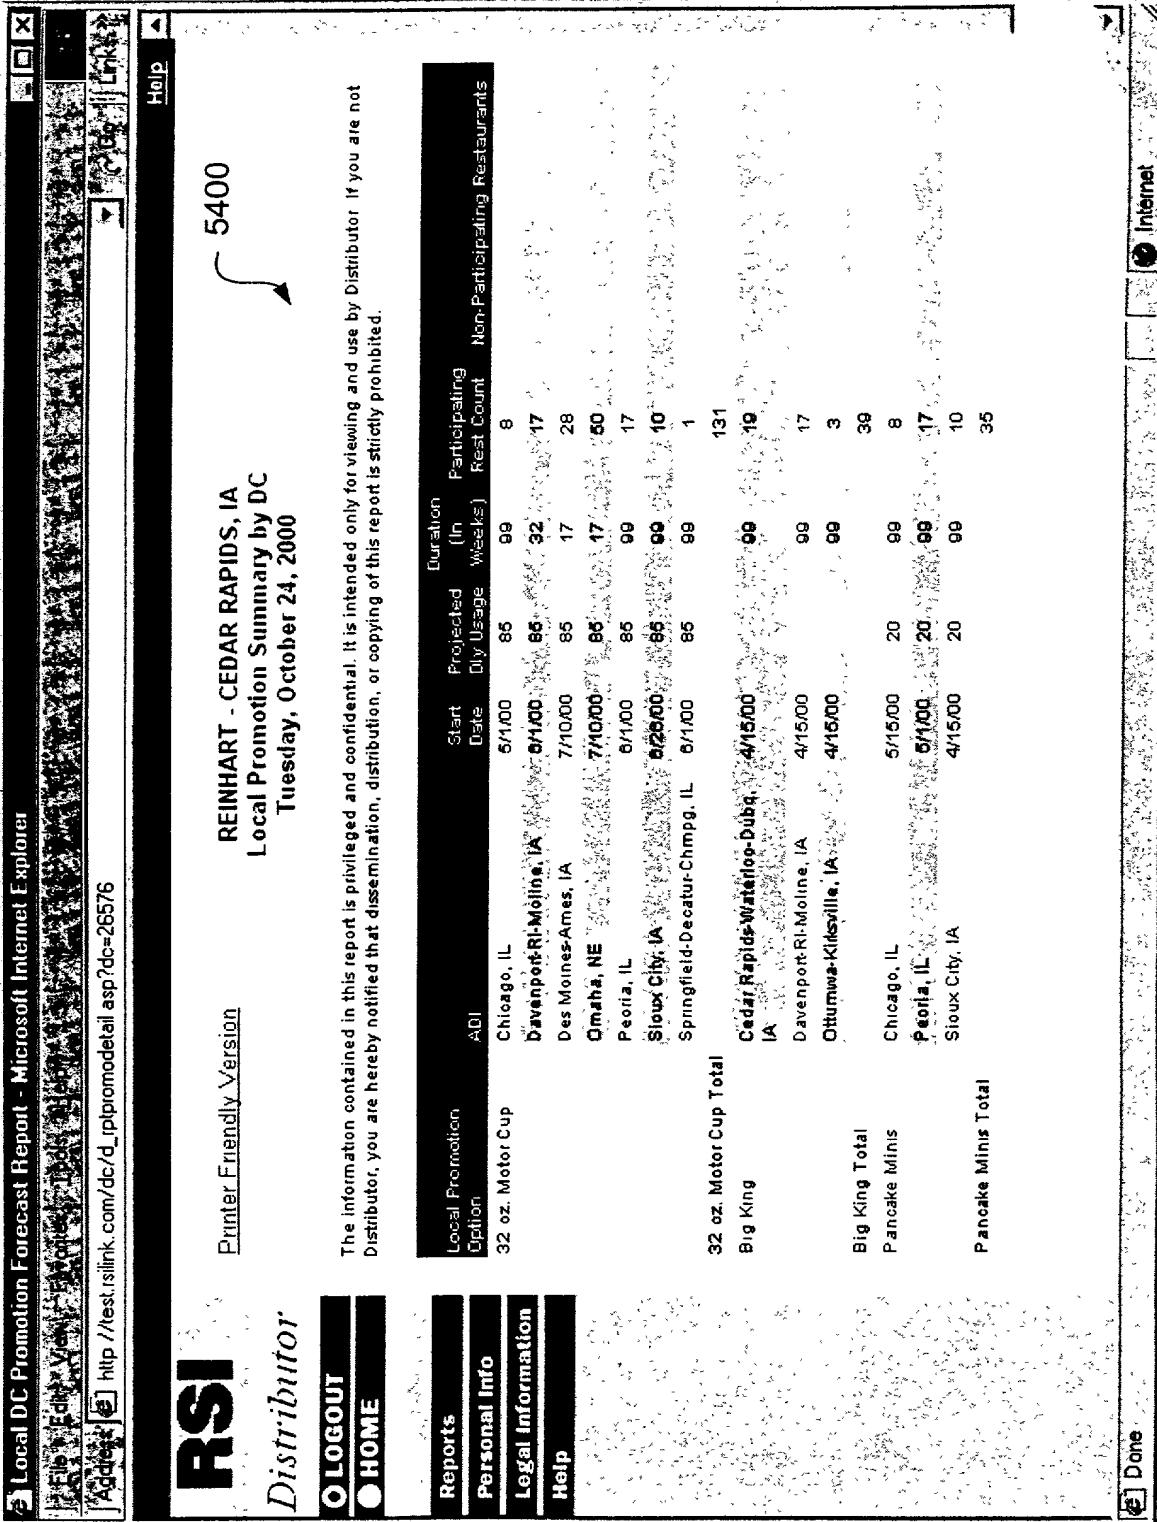 Local DC Promotion Forecast Report - Microsoft Internet Explorer
File Edit View Favorites Tools Help
Address http //test.rsilink.com/dc/d_rptpromodetail asp?dc=26576 Go Links »
Help
RSI
Distributor
LOGOUT
HOME
Reports
Personal Info
Legal Information
Help
Printer Friendly Version
REINHART - CEDAR RAPIDS, IA
Local Promotion Summary by DC
Tuesday, October 24, 2000
5400
The information contained in this report is privileged and confidential. It is intended only for viewing and use by Distributor If you are not
Distributor, you are hereby notified that dissemination, distribution, or copying of this report is strictly prohibited.
Local Promotion Option ADI Start Date Projected Dly Usage Duration (In Weeks) Participating Rest Count Non-Participating Restaurants
32 oz. Motor Cup Chicago, IL 5/1/00 85 99 8
Davenport-RI-Moline, IA 85 32 17
Des Moines-Ames, IA 7/10/00 85 17 28
Omaha, NE 7/10/00 85 17 50
Peoria, IL 6/1/00 85 99 17
Sioux City, IA 85 99 10
Springfield-Decatur-Chmpg, IL 6/1/00 85 99 1
32 oz. Motor Cup Total 131
Big King Cedar Rapids-Waterloo-Dubq, IA 4/15/00 99 19
Davenport-RI-Moline, IA 4/15/00 99 17
Ottumwa-Kirksville, IA 4/15/00 99 3
Big King Total 39
Pancake Minis Chicago, IL 5/15/00 20 99 8
Peoria, IL 5/1/00 20 99 17
Sioux City, IA 4/15/00 20 99 10
Pancake Minis Total 35
Done
Internet